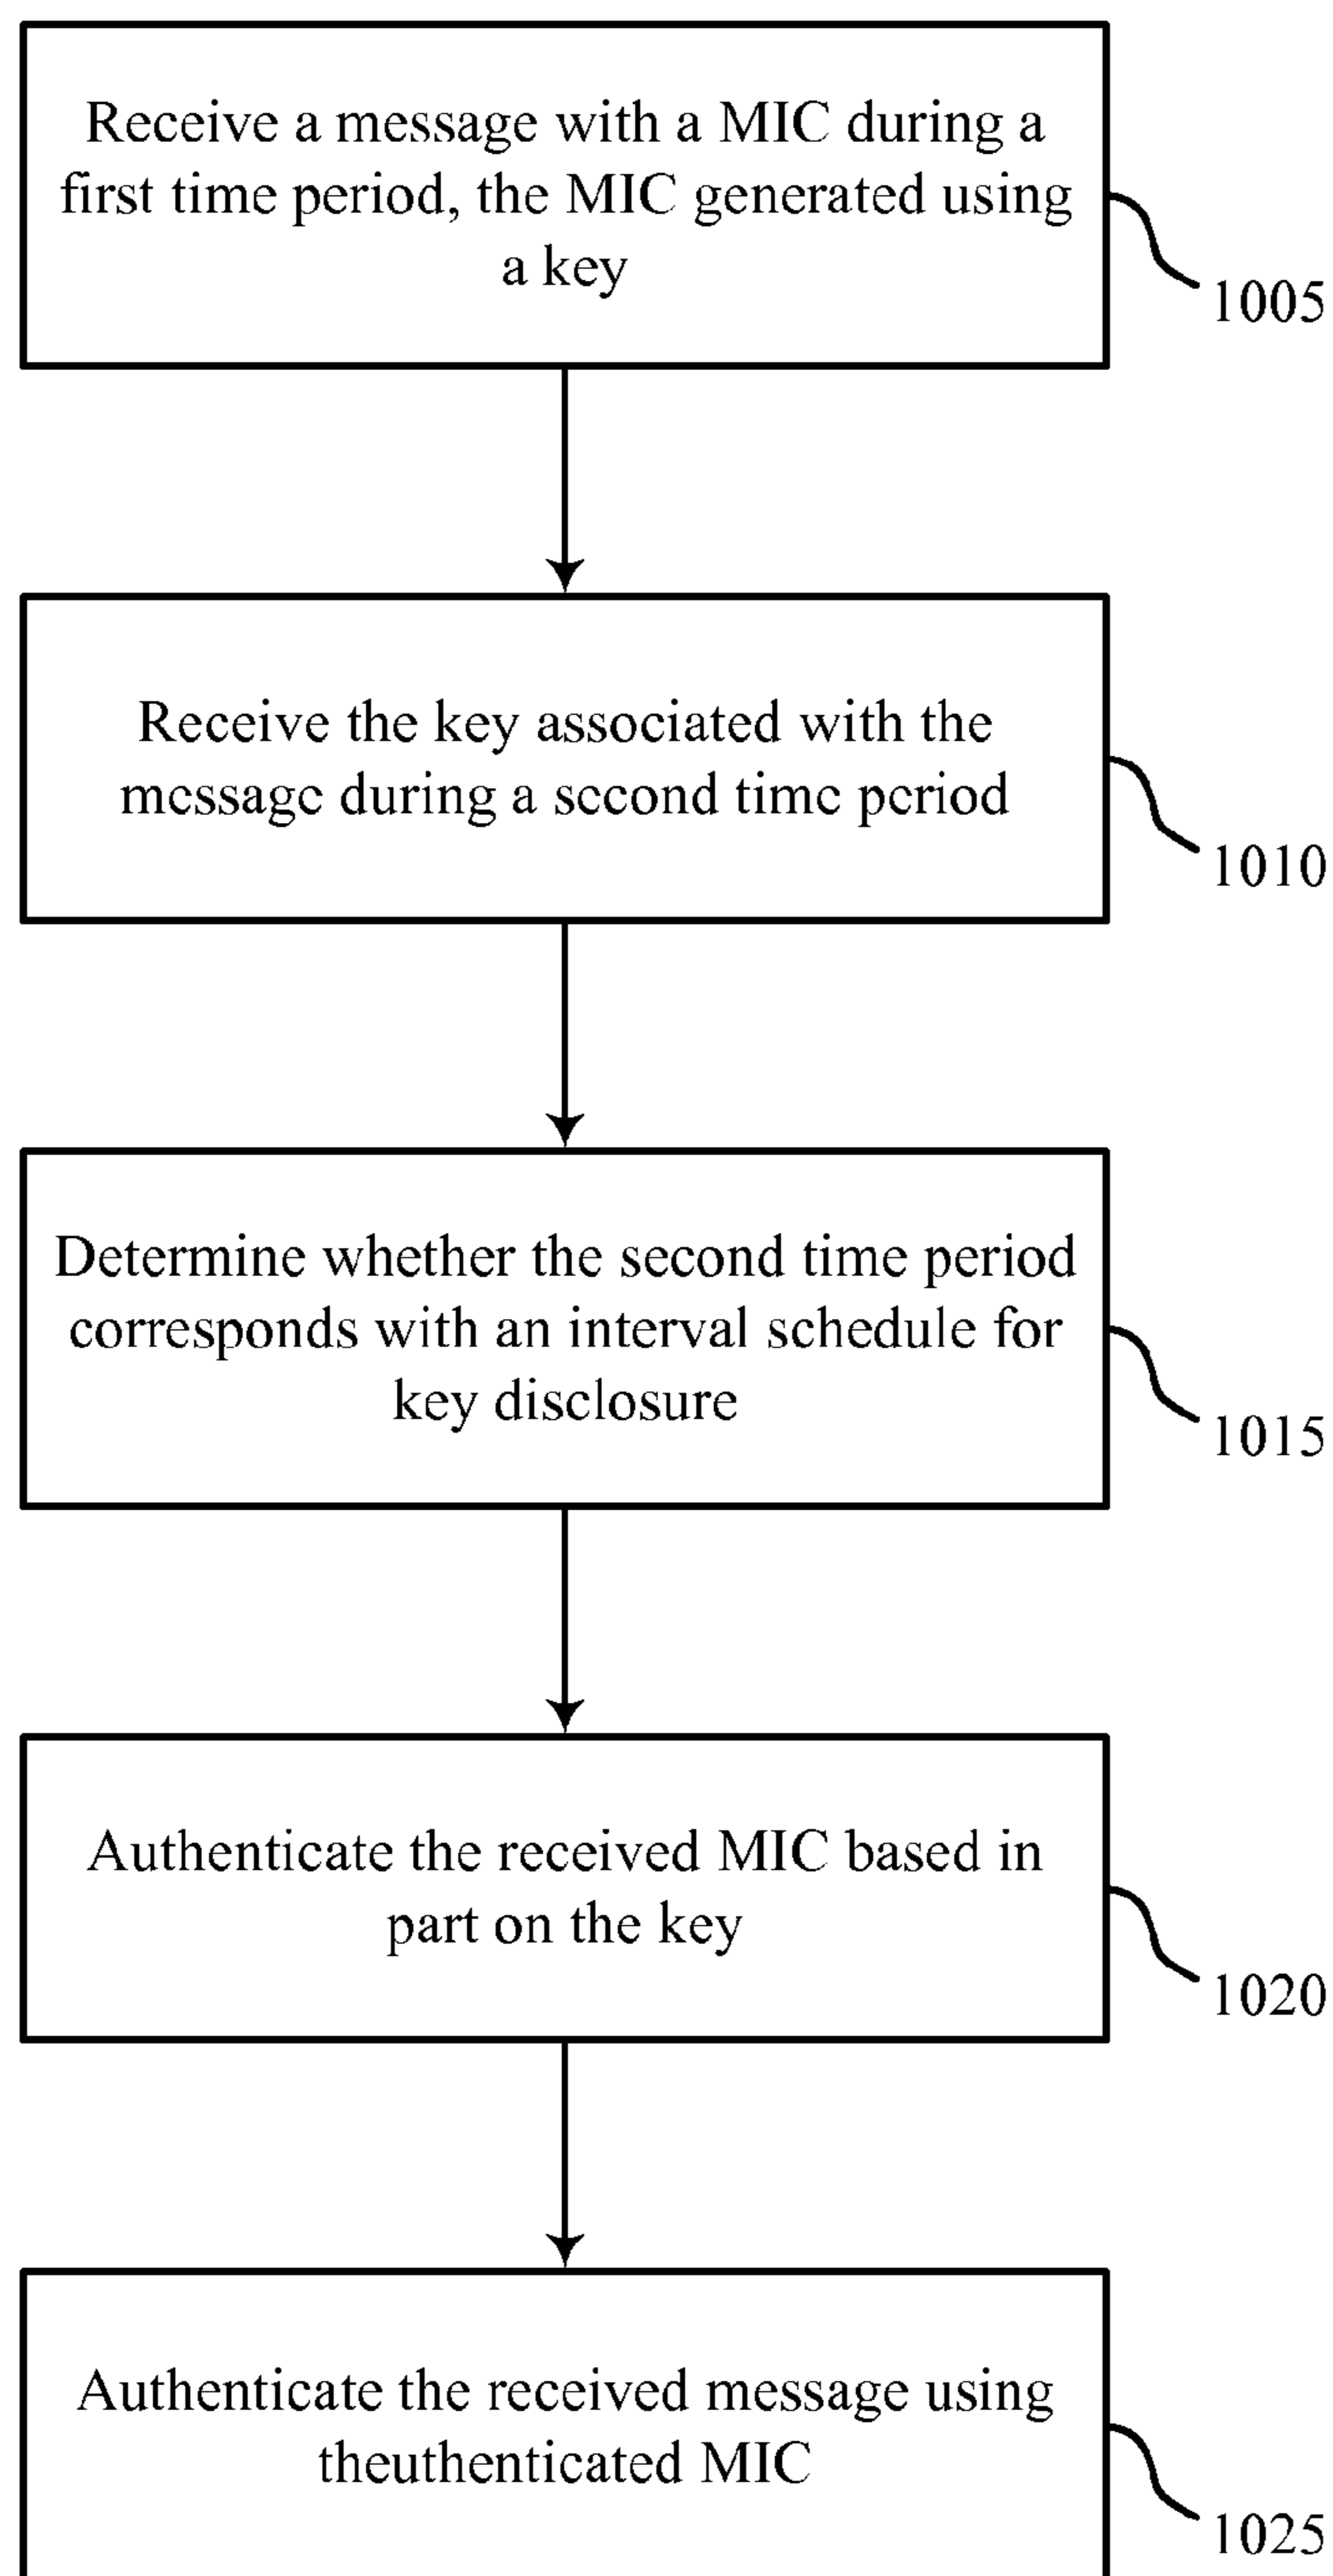 Receive a message with a MIC during a
first time period, the MIC generated using
a key
1005
Receive the key associated with the
message during a second time period
1010
Determine whether the second time period
corresponds with an interval schedule for
key disclosure
1015
Authenticate the received MIC based in
part on the key
1020
Authenticate the received message using
theuthenticated MIC
1025